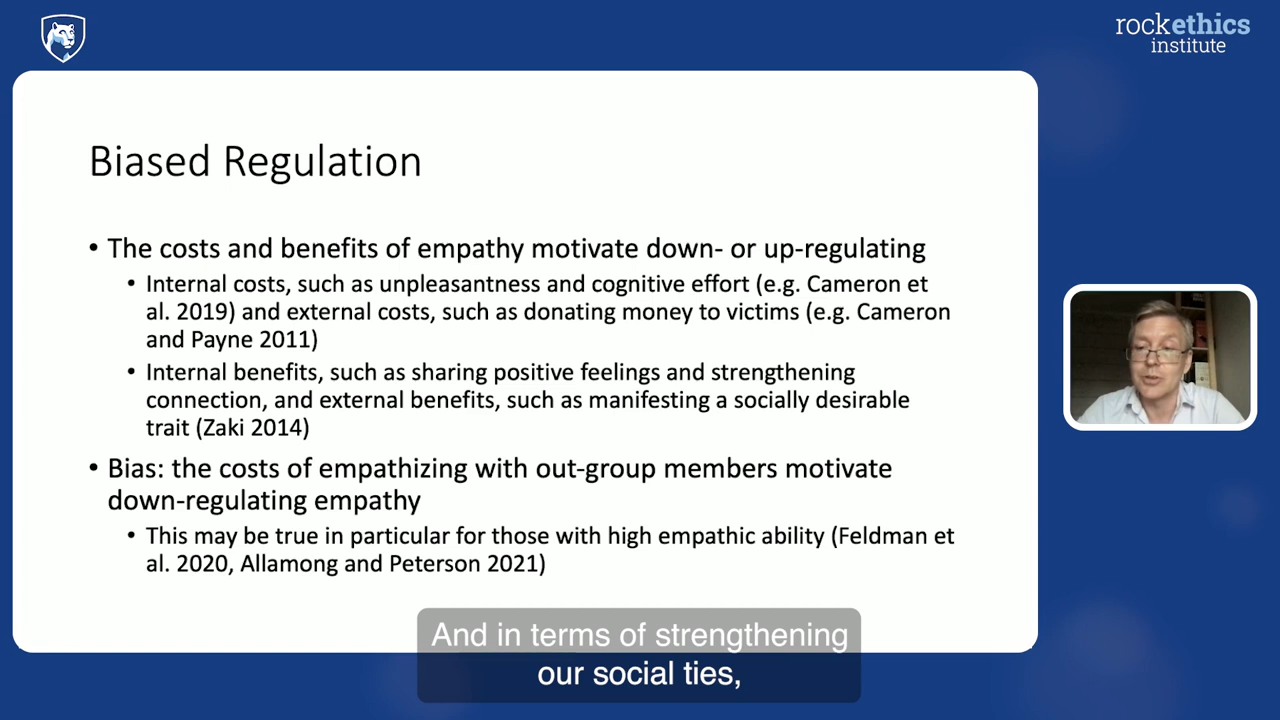 rockethics
institute
Biased Regulation
• The costs and benefits of empathy motivate down- or up-regulating
• Internal costs, such as unpleasantness and cognitive effort (e.g. Cameron et
al. 2019) and external costs, such as donating money to victims (e.g. Cameron
and Payne 2011)
• Internal benefits, such as sharing positive feelings and strengthening
connection, and external benefits, such as manifesting a socially desirable
trait (Zaki 2014)
• Bias: the costs of empathizing with out-group members motivate
down-regulating empathy
• This may be true in particular for those with high empathic ability (Feldman et
al. 2020, Allamong and Peterson 2021)
And in terms of strengthening
our social ties,